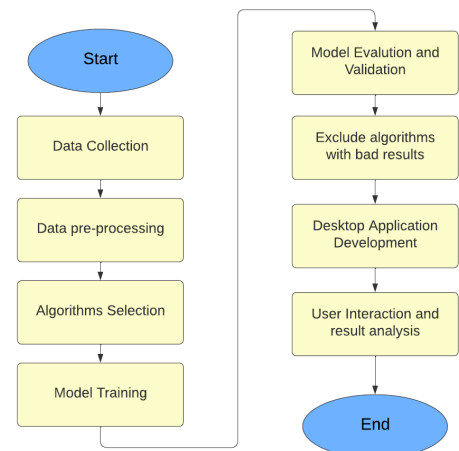 Start
Data Collection
Data pre-processing
Algorithms Selection
Model Training
Model Evalution and
Validation
Exclude algorithms
with bad results
Desktop Application
Development
User Interaction and
result analysis
End